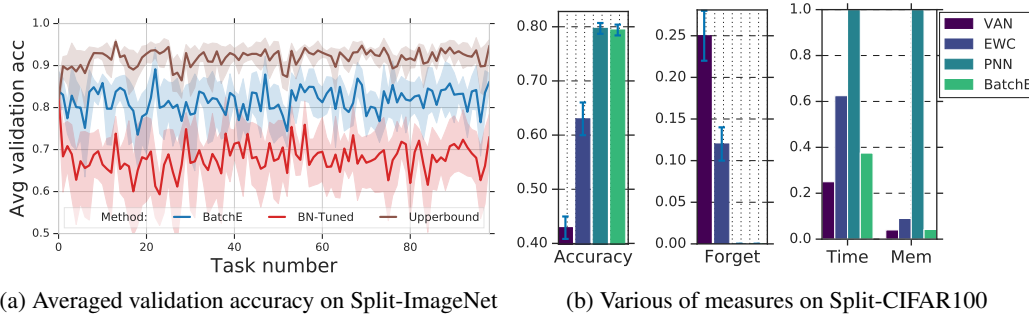 1.0
0.9
0.8
0.7
0.6
0.5
Avg validation acc
Method: BatchE BN-Tuned Upperbound
0 20 40 60 80
Task number
(a) Averaged validation accuracy on Split-ImageNet
0.80
0.70
0.60
0.50
0.40
Accuracy
0.25
0.20
0.15
0.10
0.05
0.00
Forget
1.0
0.8
0.6
0.4
0.2
0.0
Time Mem
VAN
EWC
PNN
BatchE
(b) Various of measures on Split-CIFAR100